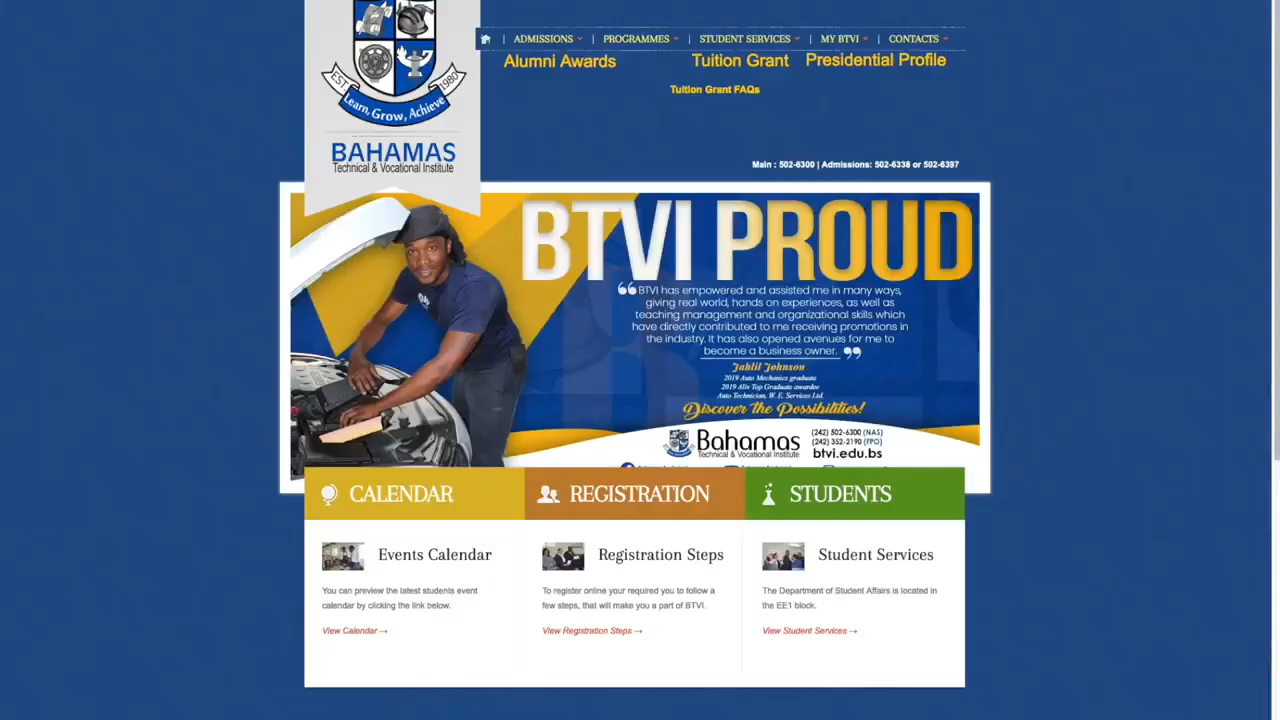 ADMISSIONS | PROGRAMMES | STUDENT SERVICES | MY BTVI | CONTACTS
Alumni Awards Tuition Grant Presidential Profile
Tuition Grant FAQs
EST. 1980
Learn, Grow, Achieve
BAHAMAS
Technical & Vocational Institute
Main : 502-6300 | Admissions: 502-6338 or 502-6397
BTVI PROUD
“BTVI has empowered and assisted me in many ways,
giving real world, hands on experiences, as well as
teaching management and organizational skills which
have directly contributed to me receiving promotions in
the industry. It has also opened avenues for me to
become a business owner.”
Jahlil Johnson
2019 Auto Mechanics graduate
2019 Aliv Top Graduate awardee
Auto Technician, W. E. Services Ltd.
Discover the Possibilities!
Bahamas
Technical & Vocational Institute
(242) 502-6300 (NAS)
(242) 352-2190 (FPO)
btvi.edu.bs
CALENDAR
Events Calendar
You can preview the latest students event
calendar by clicking the link below.
View Calendar→
REGISTRATION
Registration Steps
To register online your required you to follow a
few steps, that will make you a part of BTVI.
View Registration Steps→
STUDENTS
Student Services
The Department of Student Affairs is located in
the EE1 block.
View Student Services→